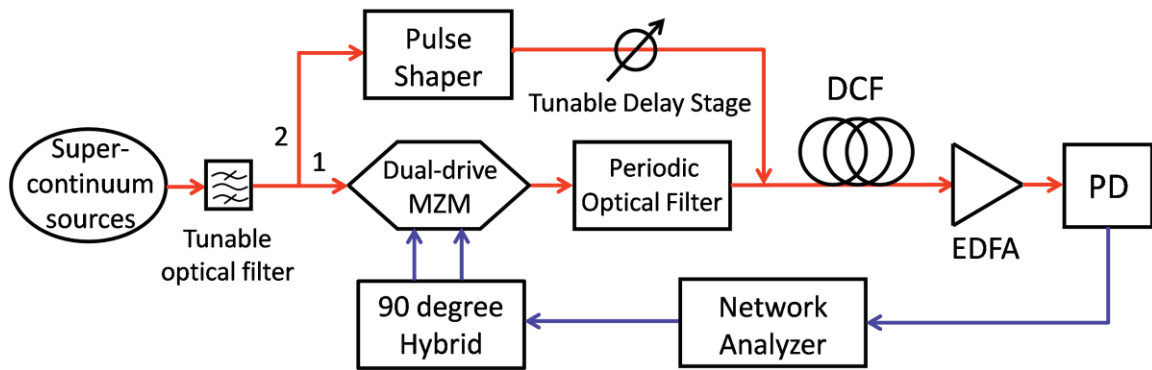 Pulse
Shaper
Tunable Delay Stage
DCF
2
1
Super-
continuum
sources
Tunable
optical filter
Dual-drive
MZM
Periodic
Optical Filter
EDFA
PD
90 degree
Hybrid
Network
Analyzer